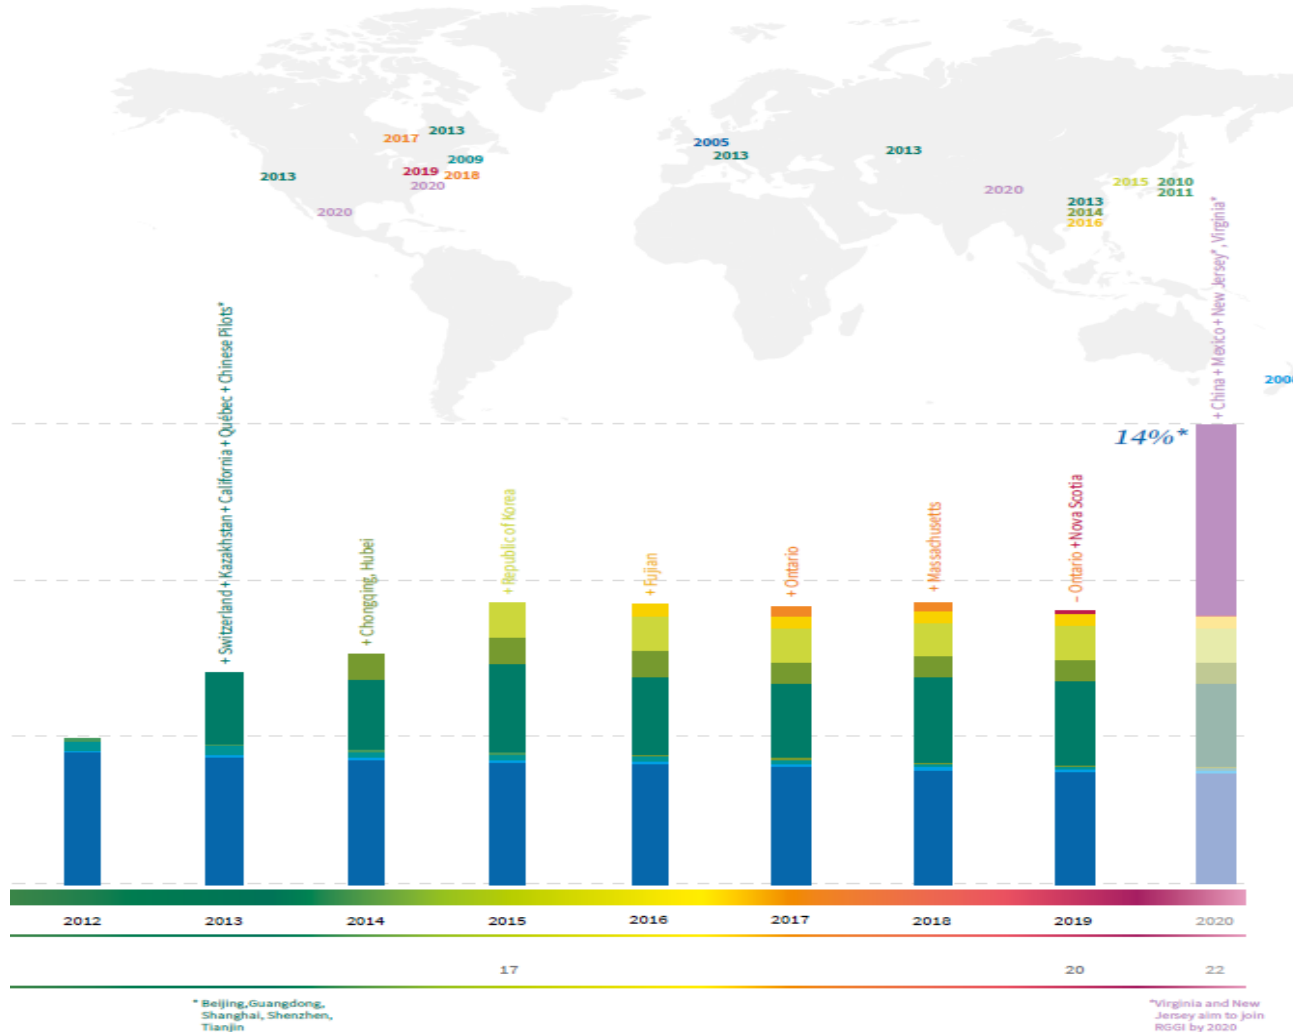 2017
2013
2009
2019
2018
2020
2013
2020
2005
2013
2013
2020
2015
2010
2011
2013
2014
2016
+ Switzerland + Kazakhstan + California + Québec + Chinese Pilots*
+ Chongqing, Hubei
+ Republic of Korea
+ Fujian
+ Ontario
+ Massachusetts
– Ontario + Nova Scotia
+ China + Mexico + New Jersey*, Virginia*
14%*
2012 2013 2014 2015 2016 2017 2018 2019 2020
17 20 22
* Beijing,Guangdong,
Shanghai, Shenzhen,
Tianjin
*Virginia and New
Jersey aim to join
RGGI by 2020